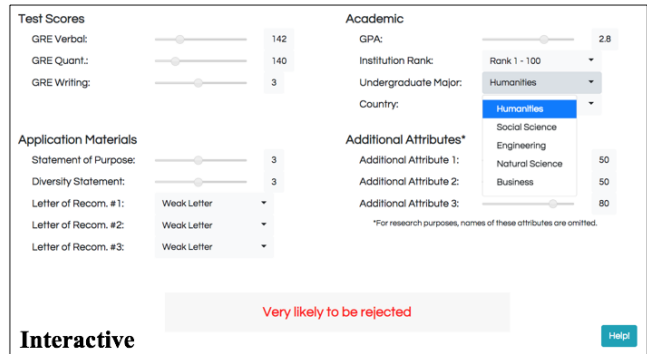 Test Scores
GRE Verbal: 142
GRE Quant.: 140
GRE Writing: 3
Academic
GPA: 2.8
Institution Rank: Rank 1 - 100
Undergraduate Major: Humanities
Country:
Humanities
Social Science
Engineering
Natural Science
Business
Application Materials
Statement of Purpose: 3
Diversity Statement: 3
Letter of Recom. #1: Weak Letter
Letter of Recom. #2: Weak Letter
Letter of Recom. #3: Weak Letter
Additional Attributes*
Additional Attribute 1: 50
Additional Attribute 2: 50
Additional Attribute 3: 80
*For research purposes, names of these attributes are omitted.
Very likely to be rejected
Interactive
Help!